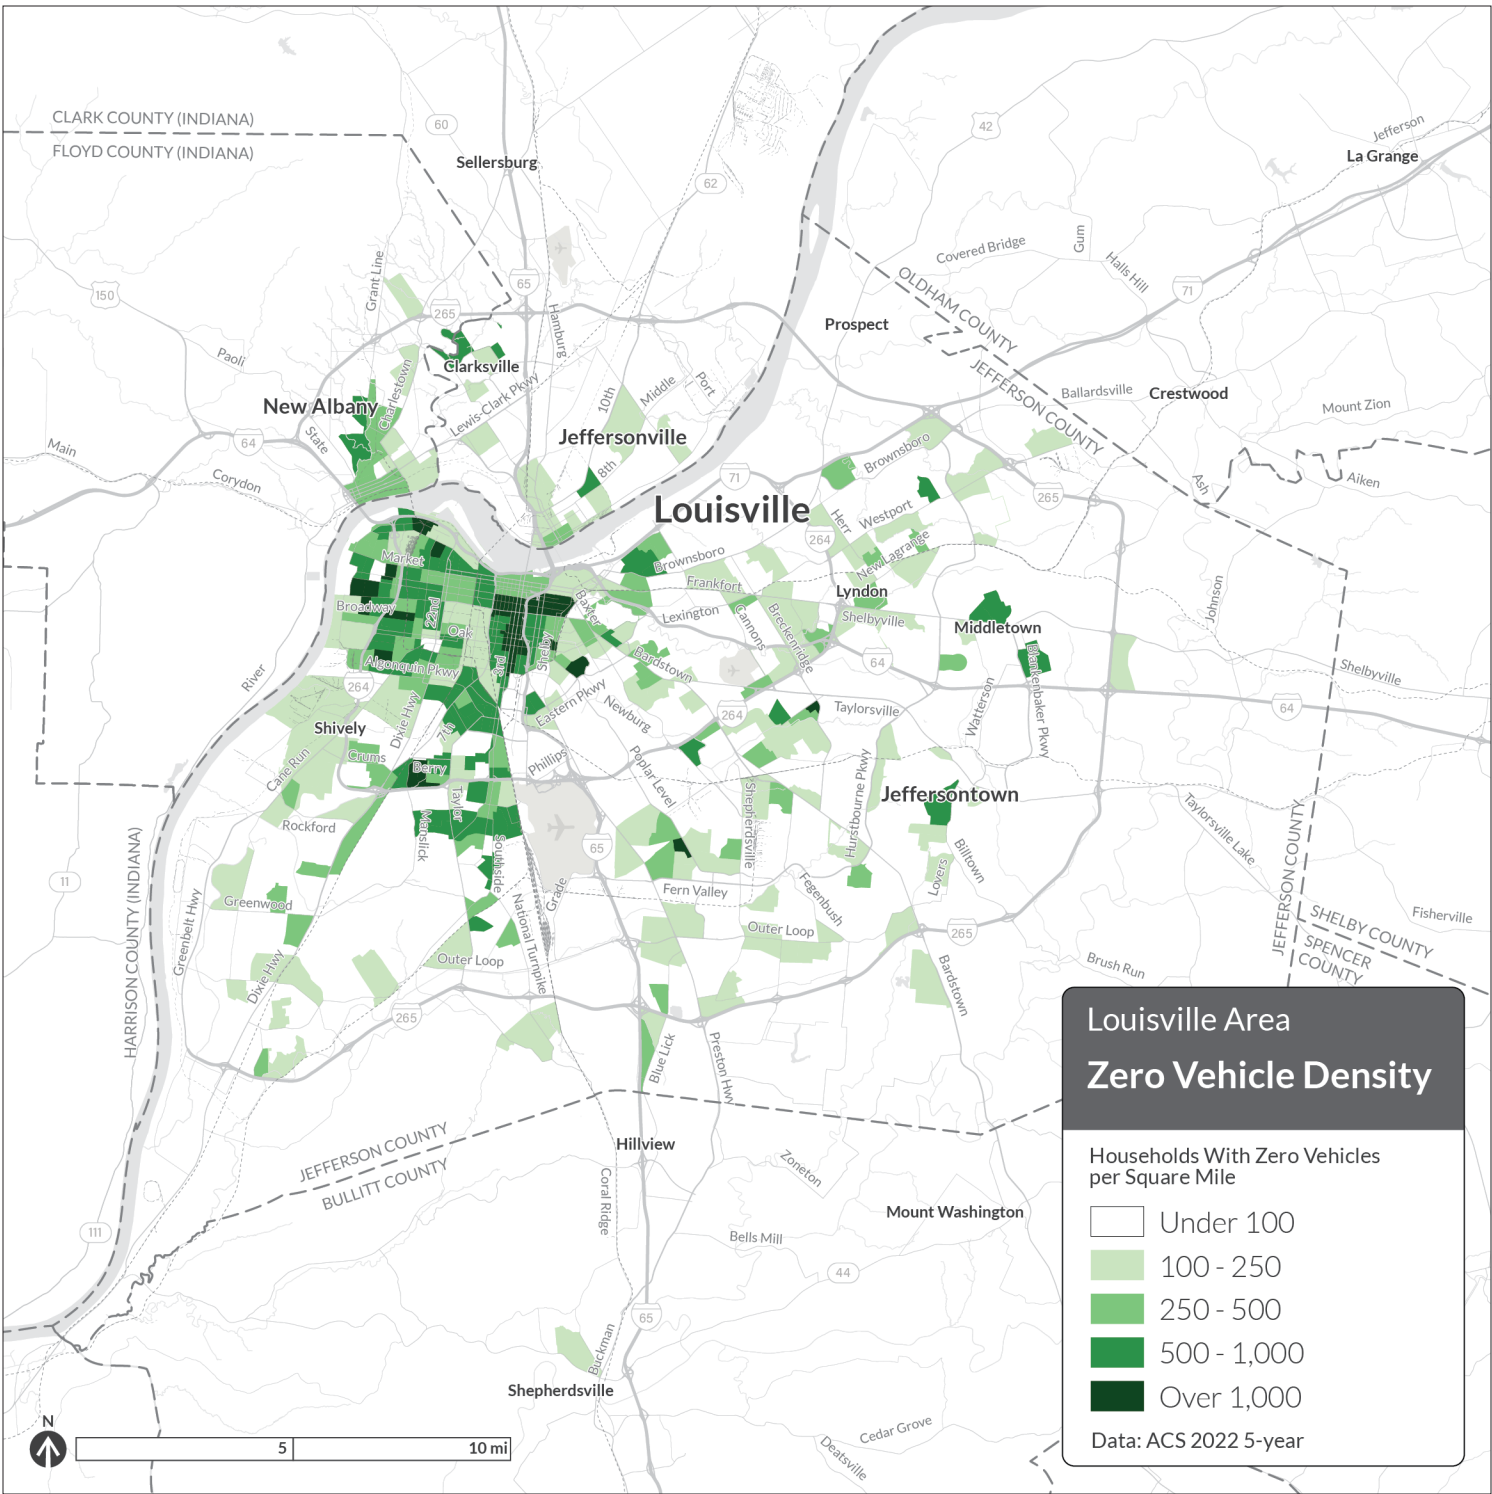 CLARK COUNTY (INDIANA)
FLOYD COUNTY (INDIANA)
60
Sellersburg
62
42
Jefferson
La Grange
150
Grant Line
265
65
Hamburg
Covered Bridge
Gum
Halls Hill
71
OLDHAM COUNTY
JEFFERSON COUNTY
Prospect
Paoli
Clarksville
Charlestown
Lewis-Clark Pkwy
10th
Middle
Port
Ballardsville
Crestwood
Mount Zion
New Albany
64
State
Main
Corydon
Jeffersonville
8th
71
Brownsboro
265
Ash
Aiken
Louisville
Herr
Westport
264
New Lagrange
Market
Brownsboro
Frankfort
Lyndon
Broadway
22nd
Oak
Baxter
Lexington
Cannons
Breckenridge
Shelbyville
Middletown
Johnson
Shelby
3rd
Algonquin Pkwy
Bardstown
64
Blankenbaker Pkwy
Shelbyville
River
264
Eastern Pkwy
Newburg
264
Taylorsville
Watterson
64
Shively
Dixie Hwy
7th
Crums
Cane Run
Berry
Phillips
Poplar Level
Shepherdsville
Hurstbourne Pkwy
Jeffersontown
Taylor
Rockford
Manslick
Southside
65
Billtown
Taylorsville Lake
JEFFERSON COUNTY
HARRISON COUNTY (INDIANA)
11
Greenwood
Greenbelt Hwy
Grade
Fern Valley
Fegenbush
Lovers
National Turnpike
Outer Loop
265
SHELBY COUNTY
SPENCER
COUNTY
Fisherville
Dixie Hwy
Outer Loop
Bardstown
Brush Run
265
Blue Lick
Preston Hwy
JEFFERSON COUNTY
BULLITT COUNTY
Hillview
Coral Ridge
Zoneton
Mount Washington
Bells Mill
44
111
65
Buckman
Shepherdsville
Cedar Grove
Deatsville
N
5
10 mi
Louisville Area
Zero Vehicle Density
Households With Zero Vehicles
per Square Mile
Under 100
100 - 250
250 - 500
500 - 1,000
Over 1,000
Data: ACS 2022 5-year